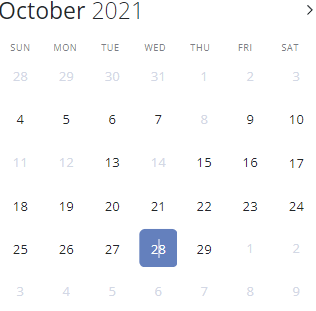 October 2021
SUN MON TUE WED THU FRI SAT
28 29 30 31 1 2 3
4 5 6 7 8 9 10
11 12 13 14 15 16 17
18 19 20 21 22 23 24
25 26 27 28 29 1 2
3 4 5 6 7 8 9